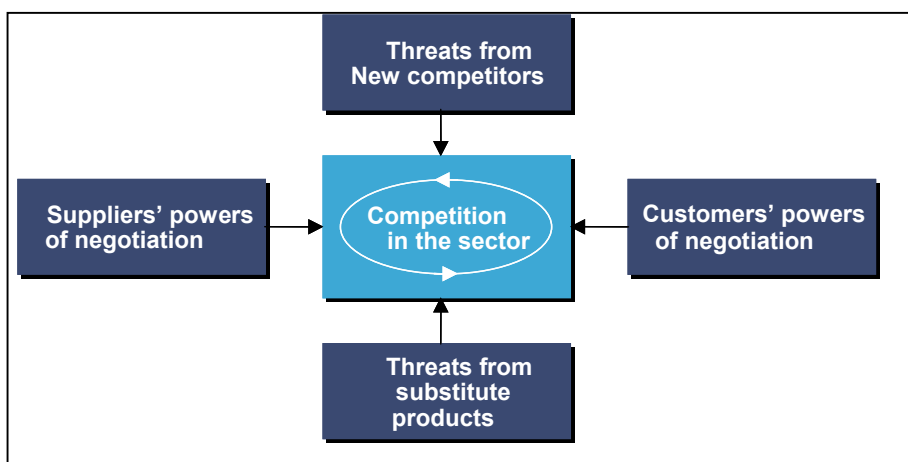 Threats from
New competitors
Suppliers’ powers
of negotiation
Competition
in the sector
Customers’ powers
of negotiation
Threats from
substitute
products